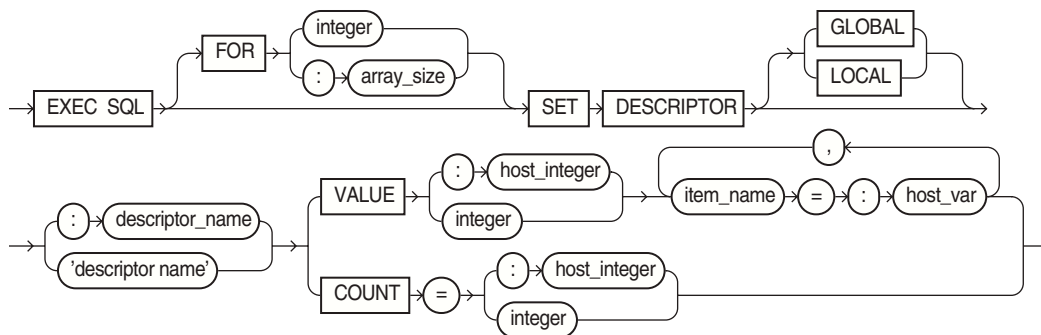 GLOBAL
integer
FOR
: array_size
LOCAL
EXEC SQL SET DESCRIPTOR
,
: host_integer
VALUE item_name = : host_var
: descriptor_name integer
'descriptor name' : host_integer
COUNT =
integer